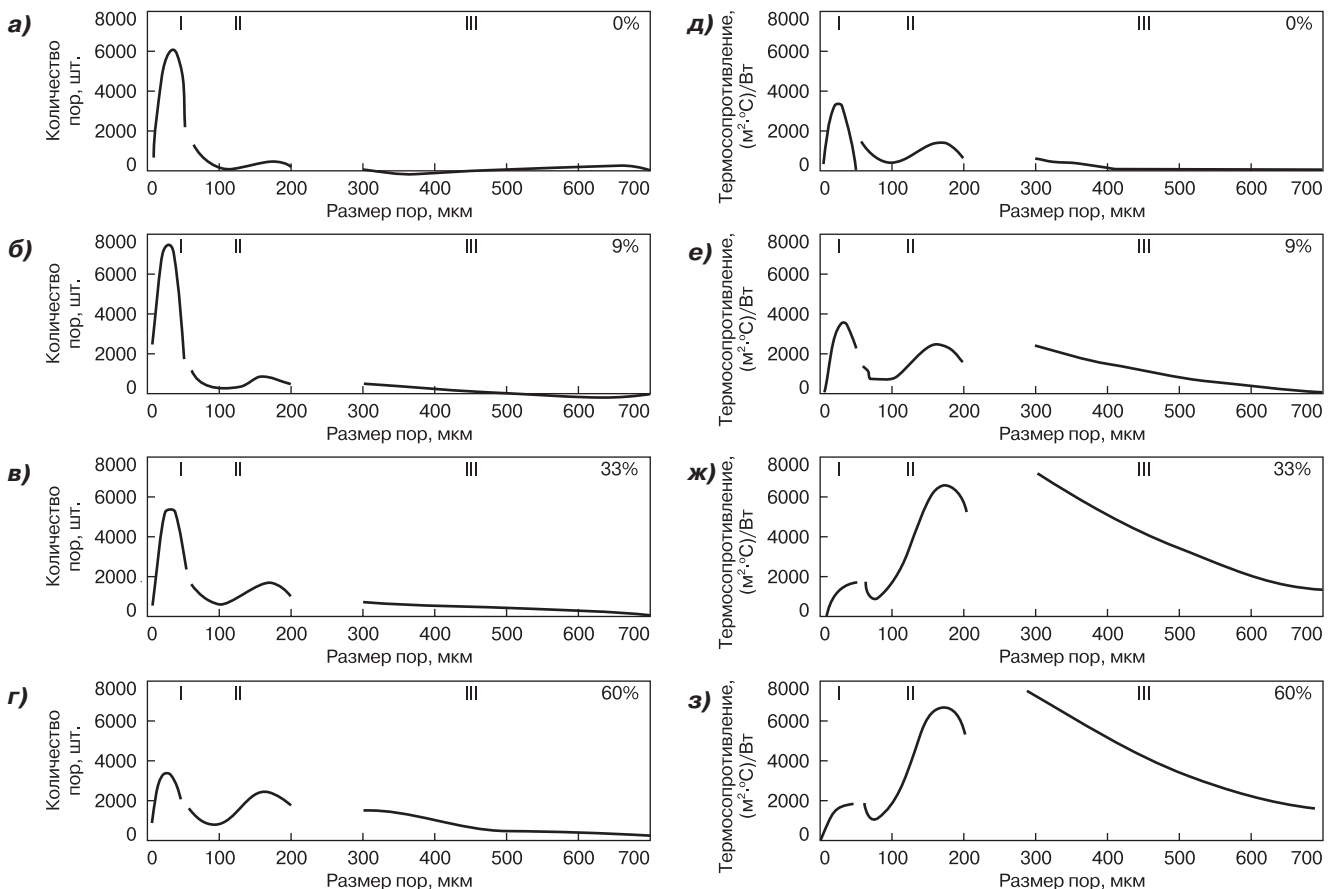 а)
Количество
пор, шт.
8000
6000
4000
2000
0
I II III 0%
0 100 200 300 400 500 600 700
Размер пор, мкм
б)
Количество
пор, шт.
8000
6000
4000
2000
0
I II III 9%
0 100 200 300 400 500 600 700
Размер пор, мкм
в)
Количество
пор, шт.
8000
6000
4000
2000
0
I II III 33%
0 100 200 300 400 500 600 700
Размер пор, мкм
г)
Количество
пор, шт.
8000
6000
4000
2000
0
I II III 60%
0 100 200 300 400 500 600 700
Размер пор, мкм
д)
Термосопротивление,
(м²·°С)/Вт
8000
6000
4000
2000
0
I II III 0%
0 100 200 300 400 500 600 700
Размер пор, мкм
е)
Термосопротивление,
(м²·°С)/Вт
8000
6000
4000
2000
0
I II III 9%
0 100 200 300 400 500 600 700
Размер пор, мкм
ж)
Термосопротивление,
(м²·°С)/Вт
8000
6000
4000
2000
0
I II III 33%
0 100 200 300 400 500 600 700
Размер пор, мкм
з)
Термосопротивление,
(м²·°С)/Вт
8000
6000
4000
2000
0
I II III 60%
0 100 200 300 400 500 600 700
Размер пор, мкм